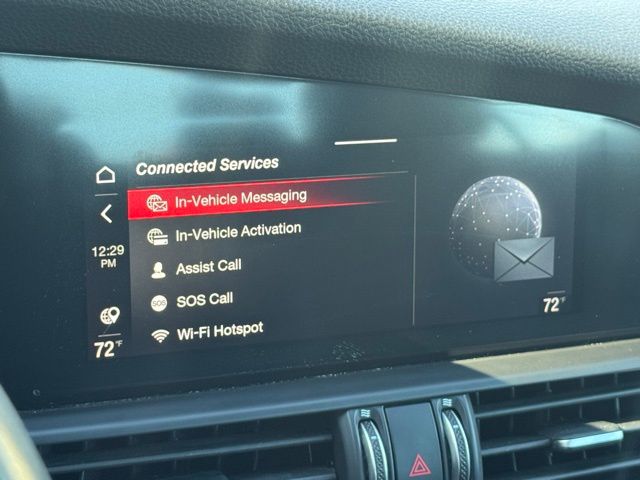 Connected Services
In-Vehicle Messaging
In-Vehicle Activation
12:29
PM
Assist Call
SOS
SOS Call
Wi-Fi Hotspot
72°F
72°F